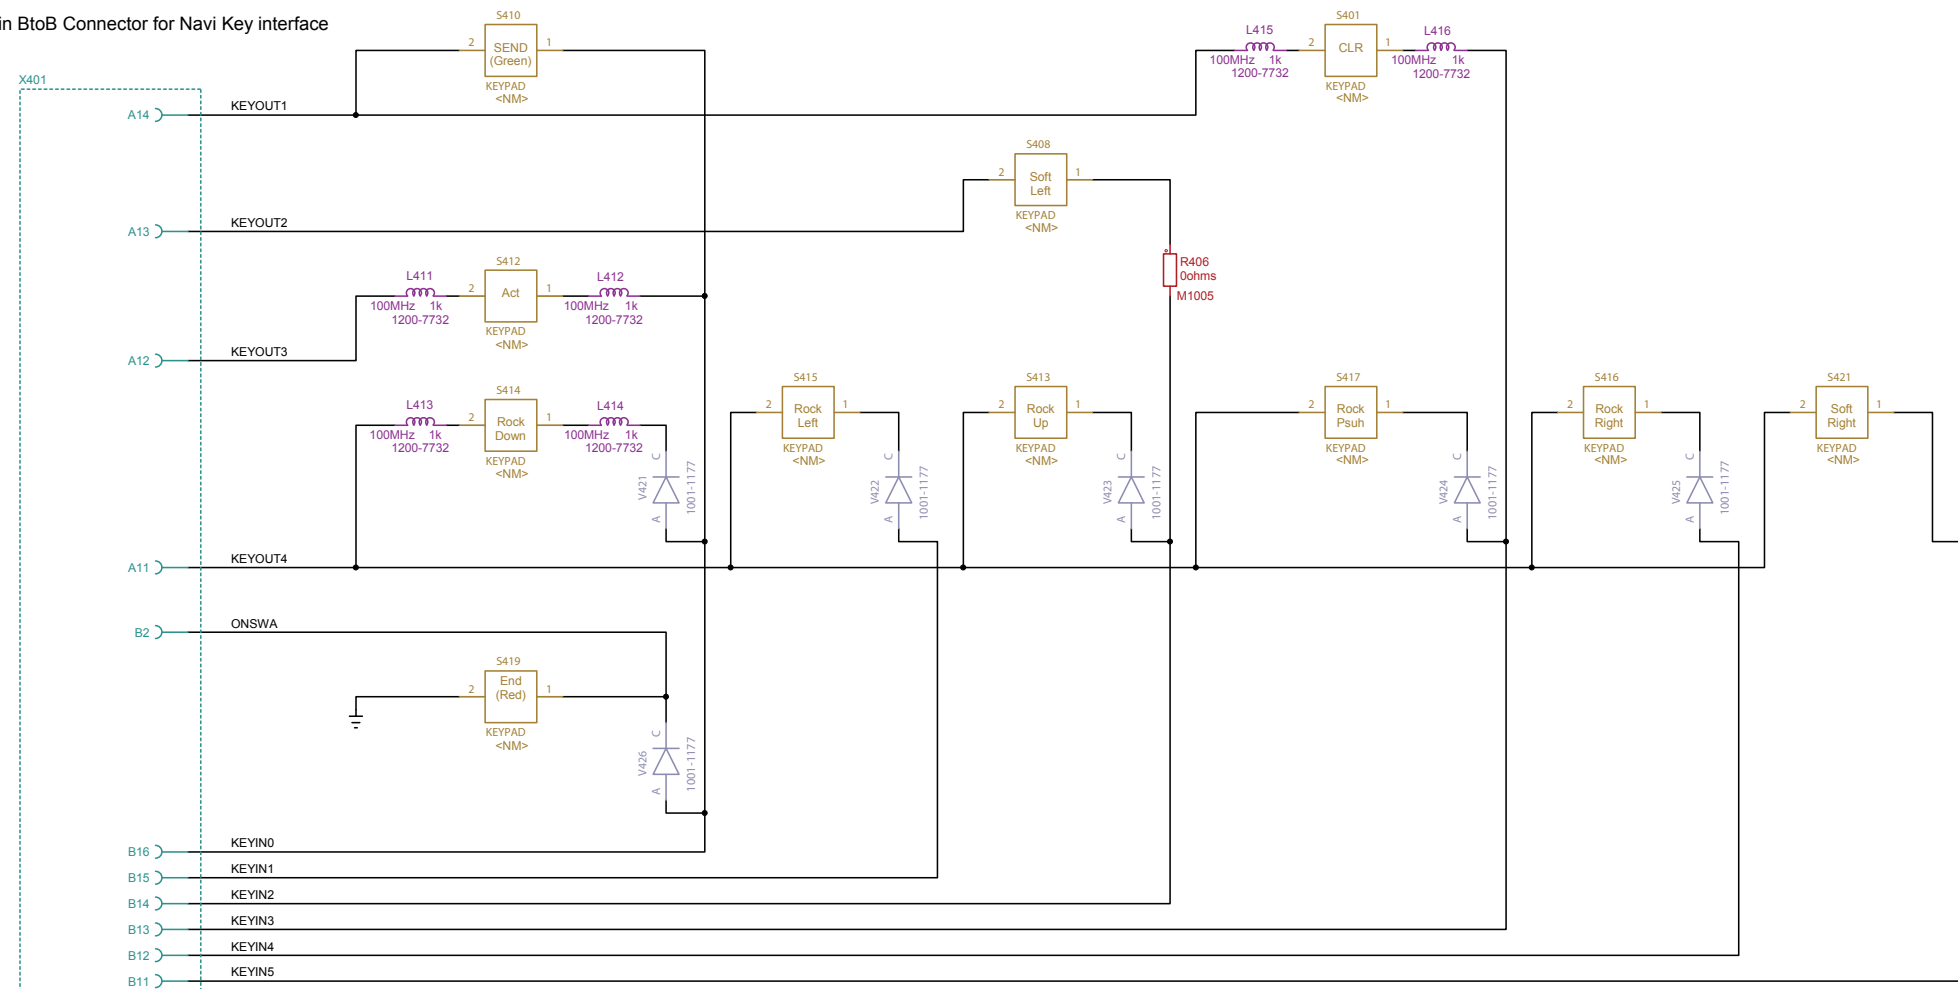 in BtoB Connector for Navi Key interface
X401
S410
2 SEND 1
(Green)
KEYPAD
<NM>
L415
100MHz 1k
1200-7732
S401
2 CLR 1
KEYPAD
<NM>
L416
100MHz 1k
1200-7732
A14 KEYOUT1
S408
2 Soft 1
Left
KEYPAD
<NM>
A13 KEYOUT2
R406
0ohms
M1005
L411
100MHz 1k
1200-7732
S412
2 Act 1
KEYPAD
<NM>
L412
100MHz 1k
1200-7732
A12 KEYOUT3
L413
100MHz 1k
1200-7732
S414
2 Rock 1
Down
KEYPAD
<NM>
L414
100MHz 1k
1200-7732
S415
2 Rock 1
Left
KEYPAD
<NM>
S413
2 Rock 1
Up
KEYPAD
<NM>
S417
2 Rock 1
Psuh
KEYPAD
<NM>
S416
2 Rock 1
Right
KEYPAD
<NM>
S421
2 Soft 1
Right
KEYPAD
<NM>
C
V421
A
1001-1177
C
V422
A
1001-1177
C
V423
A
1001-1177
C
V424
A
1001-1177
C
V425
A
1001-1177
A11 KEYOUT4
B2 ONSWA
S419
2 End 1
(Red)
KEYPAD
<NM>
C
V426
A
1001-1177
B16 KEYIN0
B15 KEYIN1
B14 KEYIN2
B13 KEYIN3
B12 KEYIN4
B11 KEYIN5